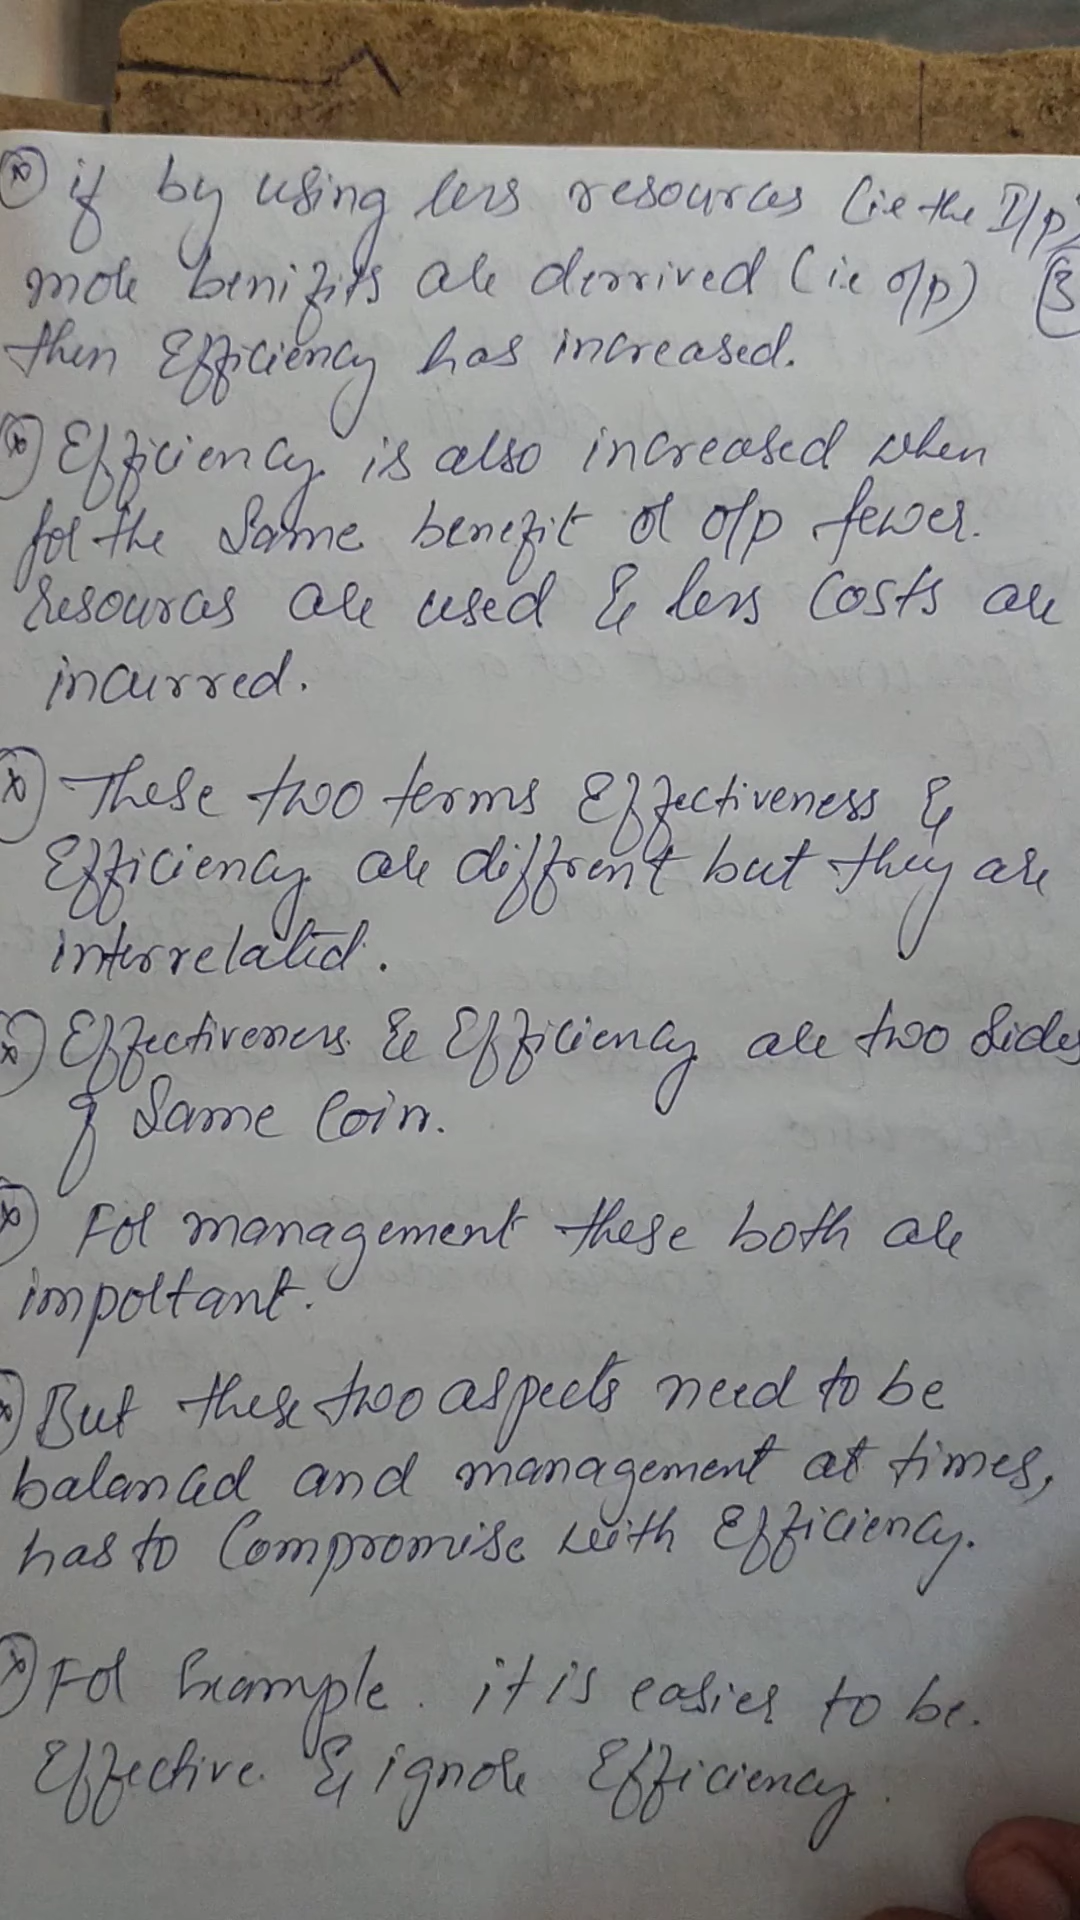 if by using less resources (i.e the I/p)
more benifits are derrived (i.e o/p) 3
then Efficiency has increased.
Efficiency is also increased when
for the Same benefit or o/p fewer.
resources are used & less Costs are
incurred.
These two terms Effectiveness &
Efficiency are diffrent but they are
interrelated.
Effectiveness & Efficiency are two Sides
of Same Coin.
For management these both are
important.
But these two aspects need to be
balanced and management at times,
has to Compromise with Efficiency.
For Example. it is easier to be.
Effective & ignore Efficiency.